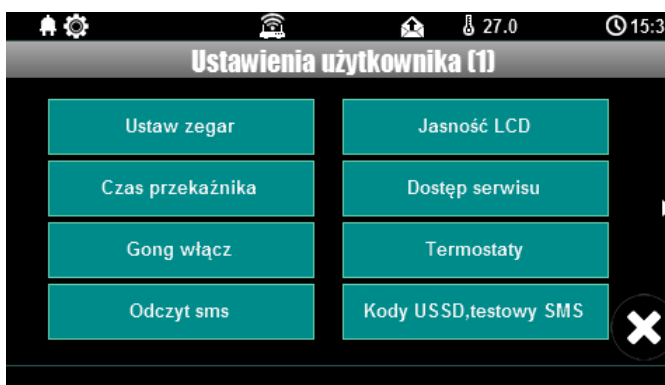 27.0 15:3
Ustawienia użytkownika (1)
Ustaw zegar
Jasność LCD
Czas przekaźnika
Dostęp serwisu
Gong włącz
Termostaty
Odczyt sms
Kody USSD,testowy SMS